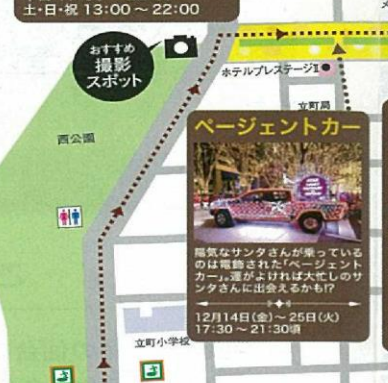 土・日・祝 13:00～22:00
おすすめ
撮影
スポット
ホテルプレステージⅡ
立町局
西公園
ページェントカー
陽気なサンタさんが乗っている
のは電飾された「ページェント
カー」。運がよければ大忙しのサ
ンタさんに出会えるかも!?
12月14日(金)～25日(火)
17:30～21:30頃
立町小学校